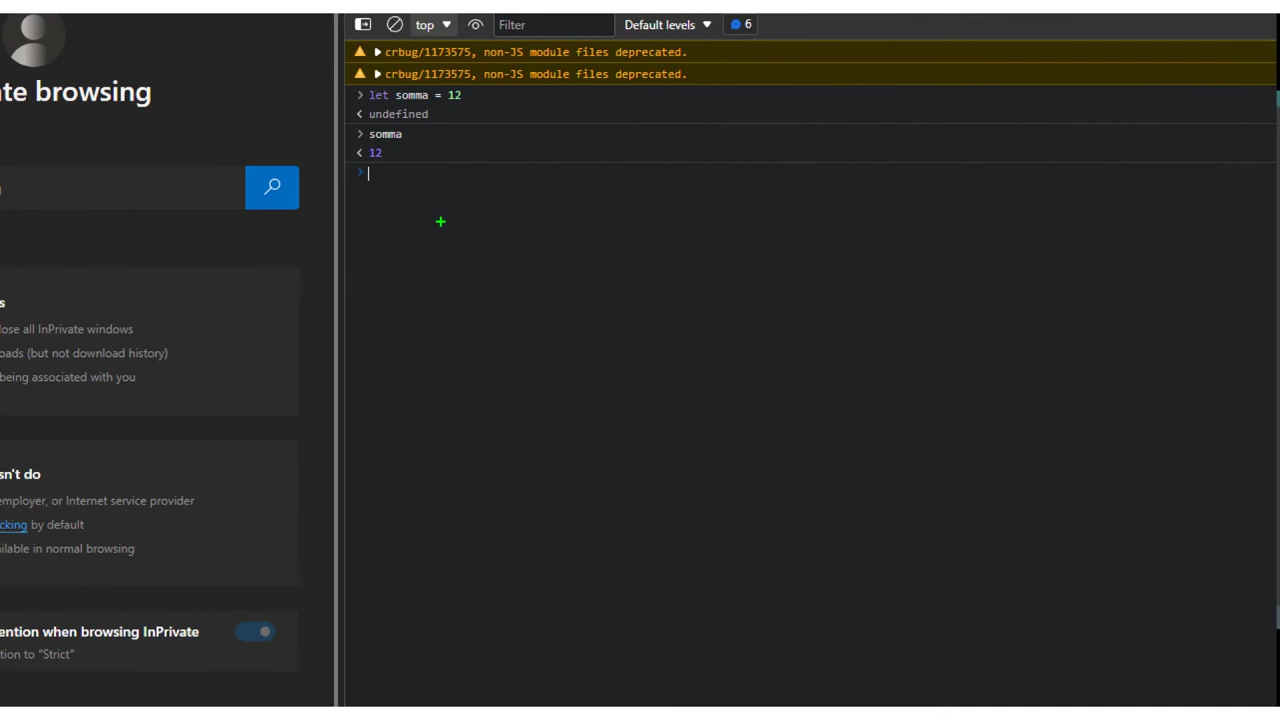 te browsing
s
lose all InPrivate windows
oads (but not download history)
being associated with you
sn't do
employer, or Internet service provider
cking by default
ailable in normal browsing
ention when browsing InPrivate
tion to "Strict"
top Filter Default levels 6
crbug/1173575, non-JS module files deprecated.
crbug/1173575, non-JS module files deprecated.
> let somma = 12
< undefined
> somma
< 12
>